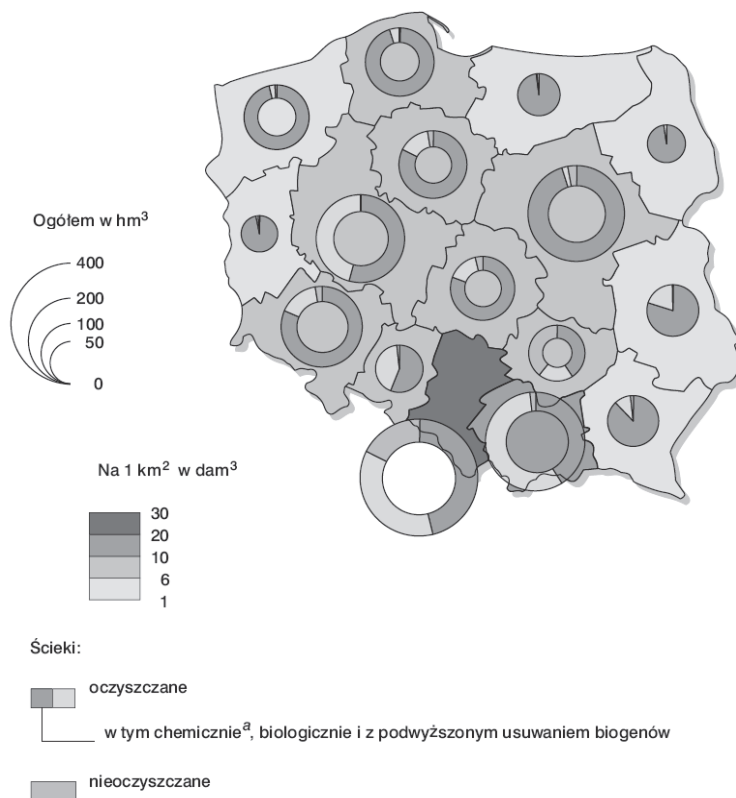 Ogółem w hm³
400
200
100
50
0
Na 1 km² w dam³
30
20
10
6
1
Ścieki:
oczyszczane
w tym chemicznieᵃ, biologicznie i z podwyższonym usuwaniem biogenów
nieoczyszczane